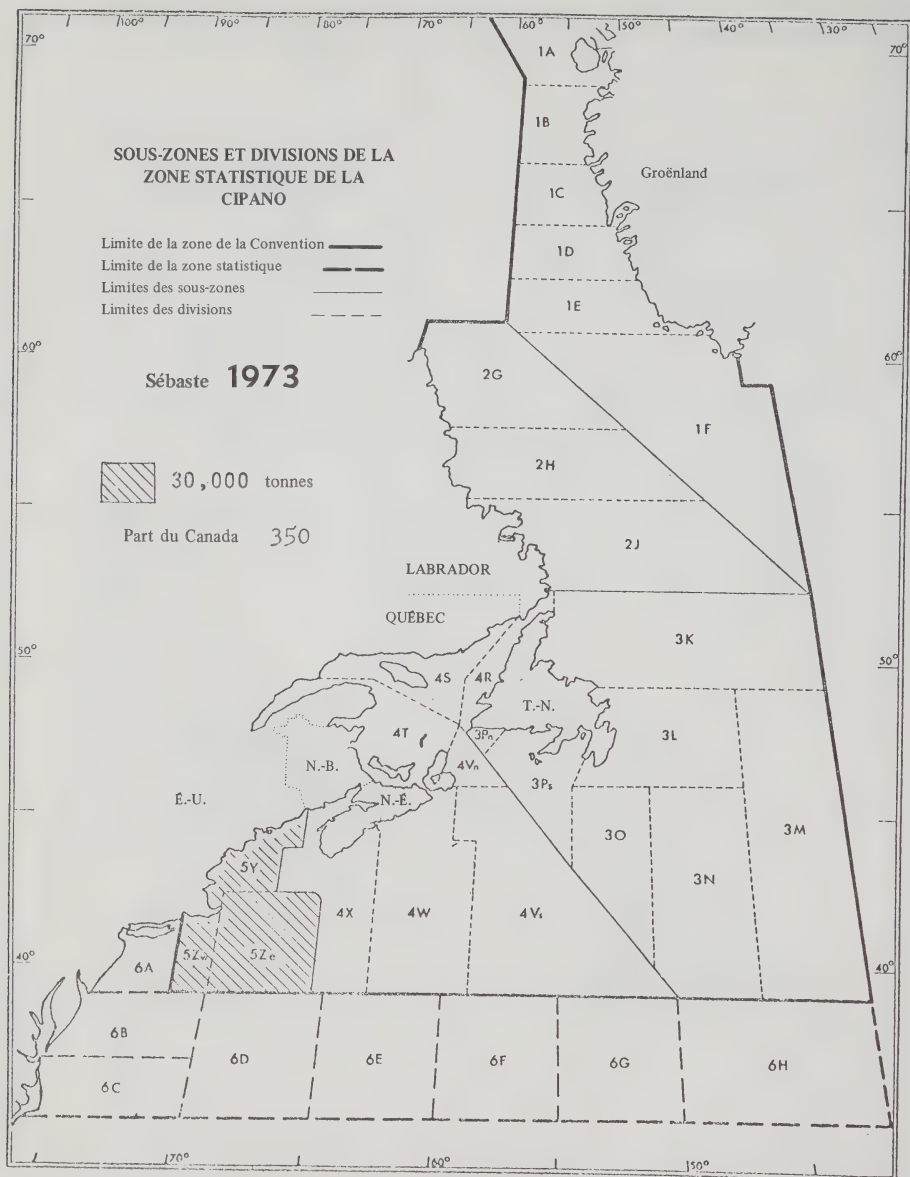 100° 90° 80° 70° 60° 50° 40° 30°
70° 70°
1A
1B
SOUS-ZONES ET DIVISIONS DE LA
ZONE STATISTIQUE DE LA
CIPANO
Groënland
1C
Limite de la zone de la Convention
1D
Limite de la zone statistique
Limites des sous-zones
1E
Limites des divisions
60° 60°
Sébaste 1973
2G
1F
2H
30,000 tonnes
Part du Canada 350
2J
LABRADOR
QUÉBEC
3K
50° 50°
4S 4R
T.-N.
4T 3Pn 3L
N.-B. 4Vn
3Ps
É.-U. N.-É.
3O 3M
5Y 3N
4X 4W 4Vs
5Zw 5Ze
40° 6A 40°
6B
6D 6E 6F 6G 6H
6C
70° 60° 50°